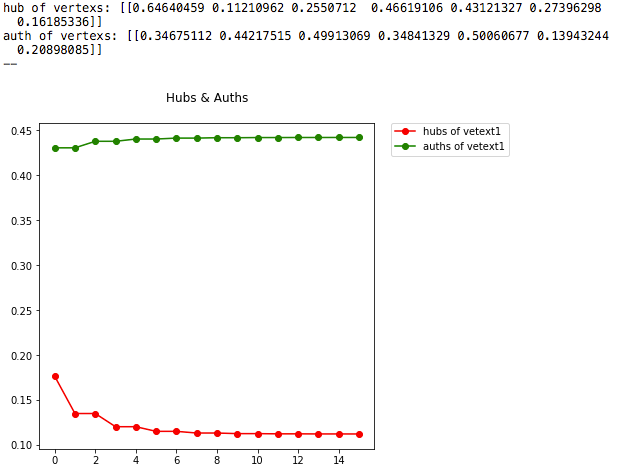 hub of vertexs: [[0.64640459 0.11210962 0.2550712  0.46619106 0.43121327 0.27396298
0.16185336]]
auth of vertexs: [[0.34675112 0.44217515 0.49913069 0.34841329 0.50060677 0.13943244
0.20898085]]
--
Hubs & Auths
hubs of vetext1
auths of vetext1
0.45
0.40
0.35
0.30
0.25
0.20
0.15
0.10
0 2 4 6 8 10 12 14